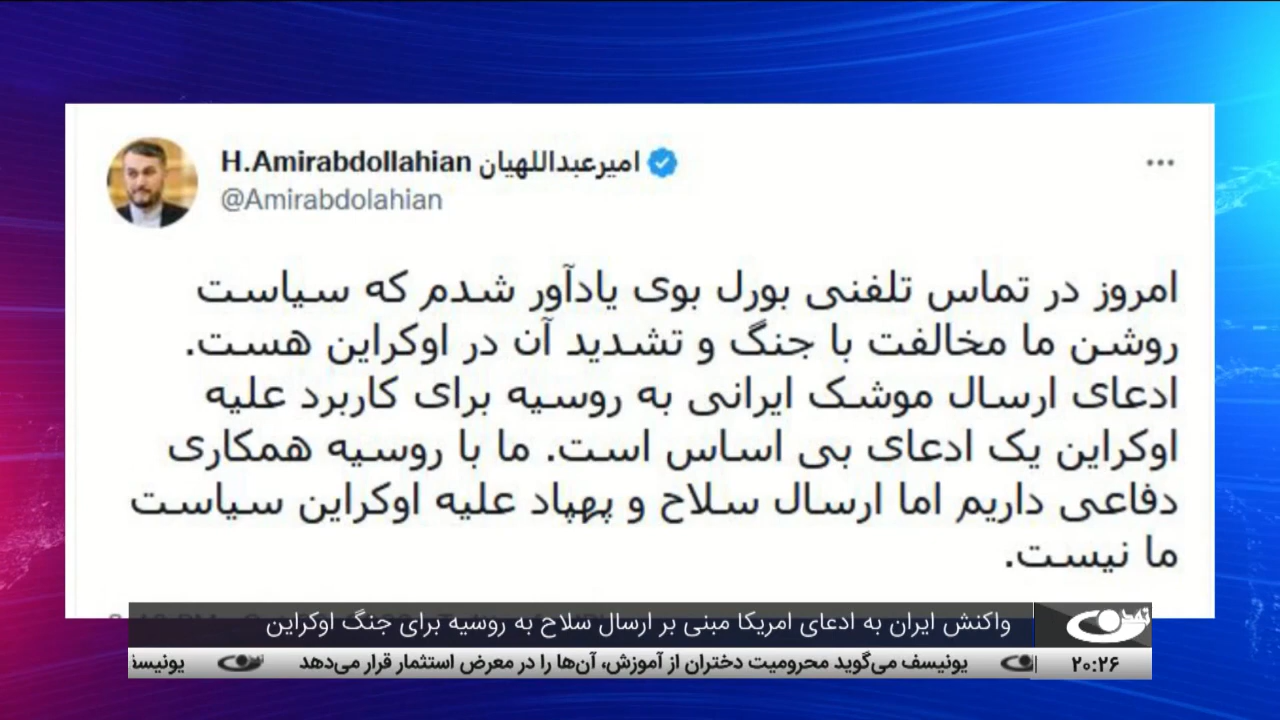 H.Amirabdollahian امیرعبداللهیان
@Amirabdolahian
امروز در تماس تلفنی بورل بوی یادآور شدم که سیاست
روشن ما مخالفت با جنگ و تشدید آن در اوکراین هست.
ادعای ارسال موشک ایرانی به روسیه برای کاربرد علیه
اوکراین یک ادعای بی اساس است. ما با روسیه همکاری
دفاعی داریم اما ارسال سلاح و پهپاد علیه اوکراین سیاست
ما نیست.
واکنش ایران به ادعای امریکا مبنی بر ارسال سلاح به روسیه برای جنگ اوکراین
۲۰:۲۶
یونیسف می‌گوید محرومیت دختران از آموزش، آن‌ها را در معرض استثمار قرار می‌دهد
یونیسف